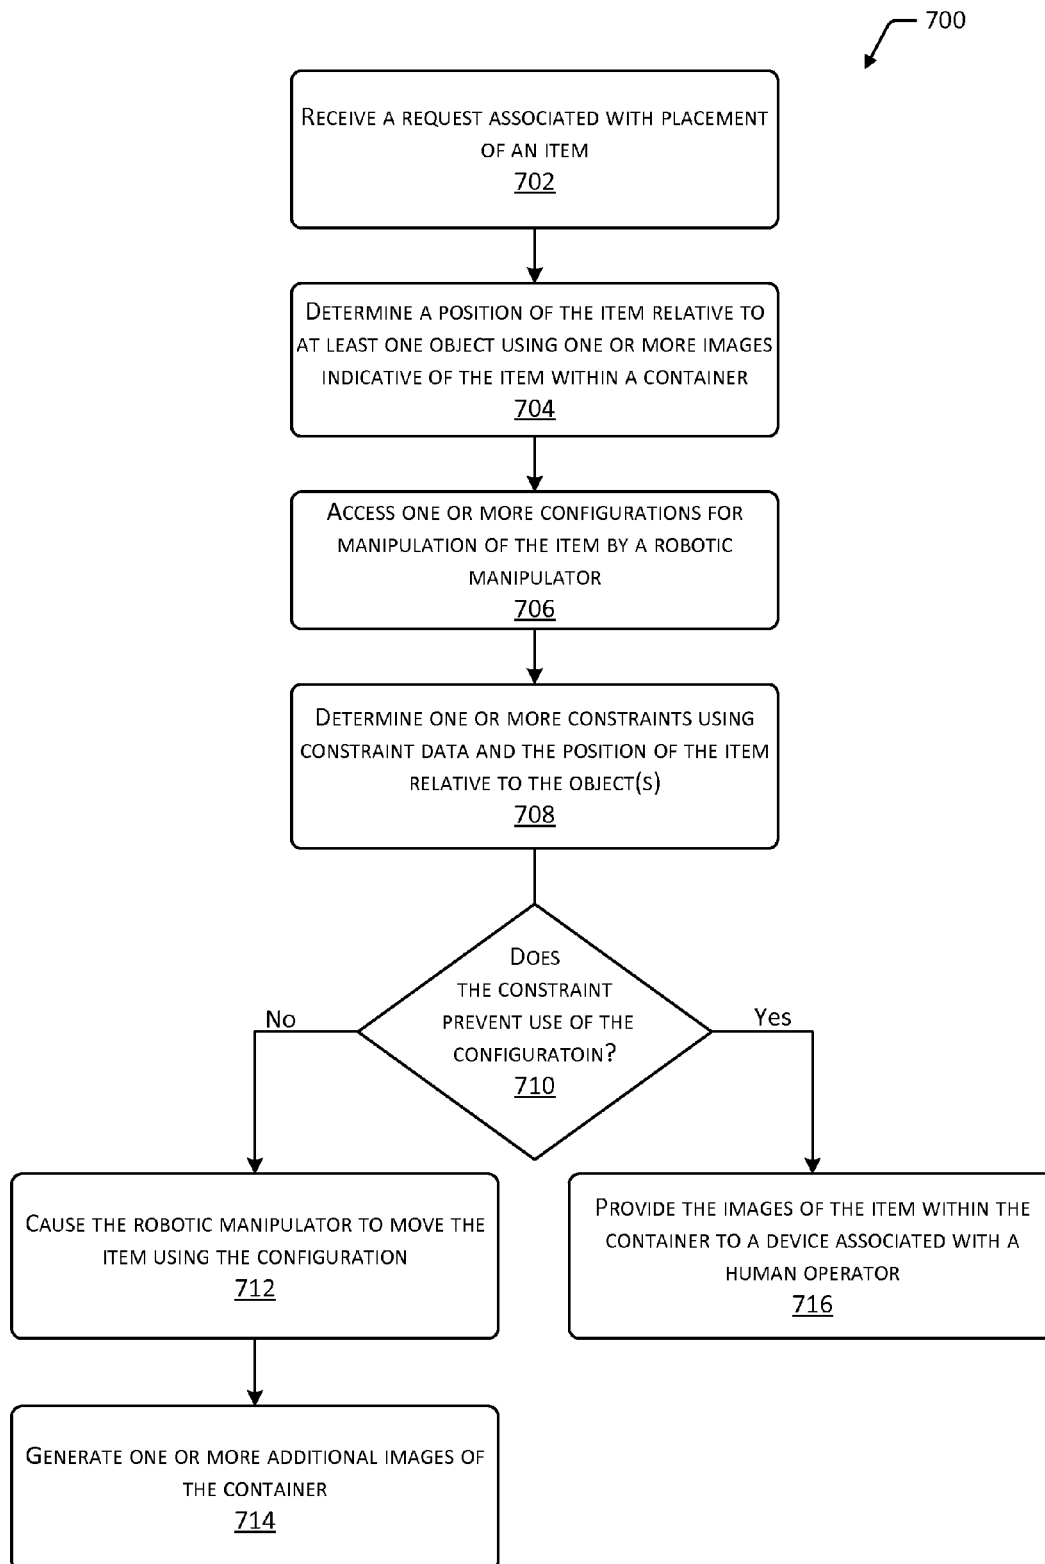 700
RECEIVE A REQUEST ASSOCIATED WITH PLACEMENT
OF AN ITEM
702
DETERMINE A POSITION OF THE ITEM RELATIVE TO
AT LEAST ONE OBJECT USING ONE OR MORE IMAGES
INDICATIVE OF THE ITEM WITHIN A CONTAINER
704
ACCESS ONE OR MORE CONFIGURATIONS FOR
MANIPULATION OF THE ITEM BY A ROBOTIC
MANIPULATOR
706
DETERMINE ONE OR MORE CONSTRAINTS USING
CONSTRAINT DATA AND THE POSITION OF THE ITEM
RELATIVE TO THE OBJECT(S)
708
DOES
THE CONSTRAINT
PREVENT USE OF THE
CONFIGURATOIN?
710
No
Yes
CAUSE THE ROBOTIC MANIPULATOR TO MOVE THE
ITEM USING THE CONFIGURATION
712
PROVIDE THE IMAGES OF THE ITEM WITHIN THE
CONTAINER TO A DEVICE ASSOCIATED WITH A
HUMAN OPERATOR
716
GENERATE ONE OR MORE ADDITIONAL IMAGES OF
THE CONTAINER
714